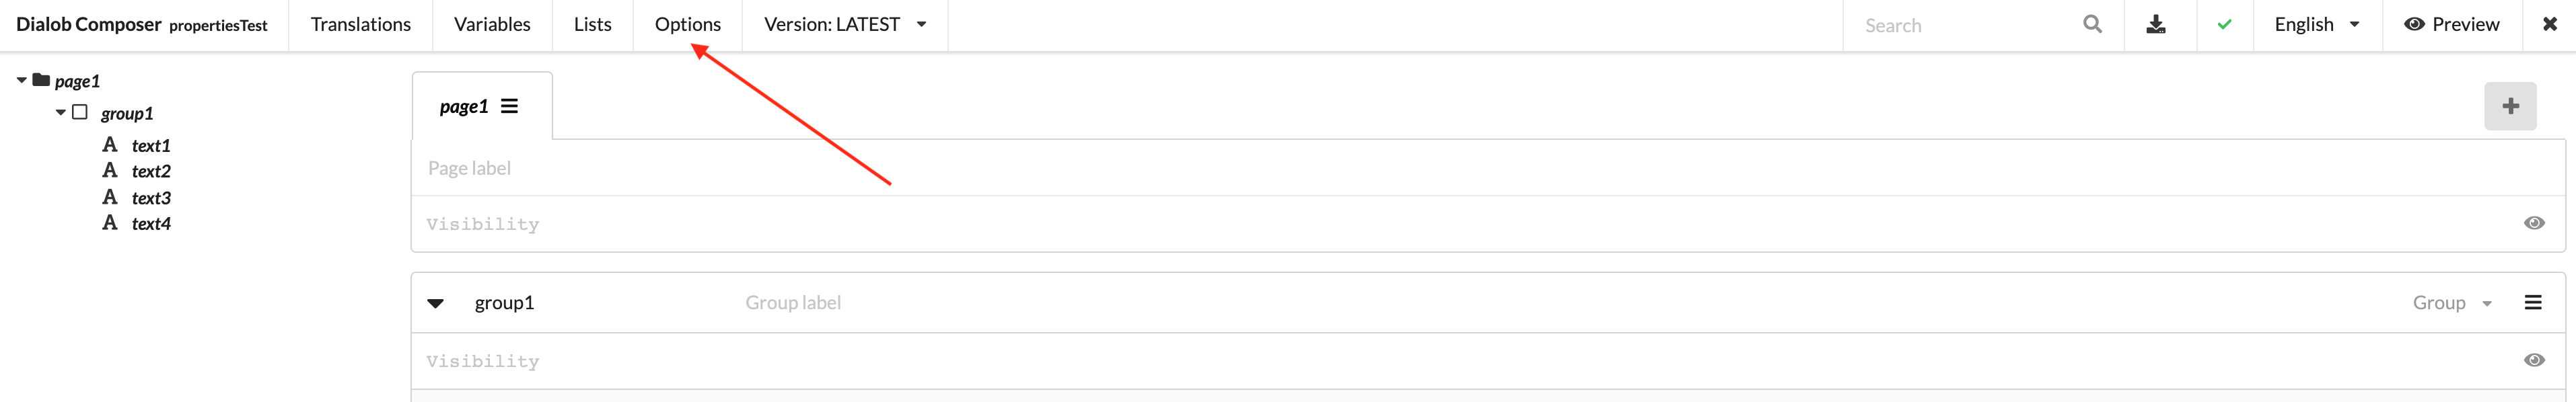 Dialob Composer propertiesTest Translations Variables Lists Options Version: LATEST Search English Preview
page1
group1
text1
text2
text3
text4
page1
Page label
Visibility
group1 Group label Group
Visibility